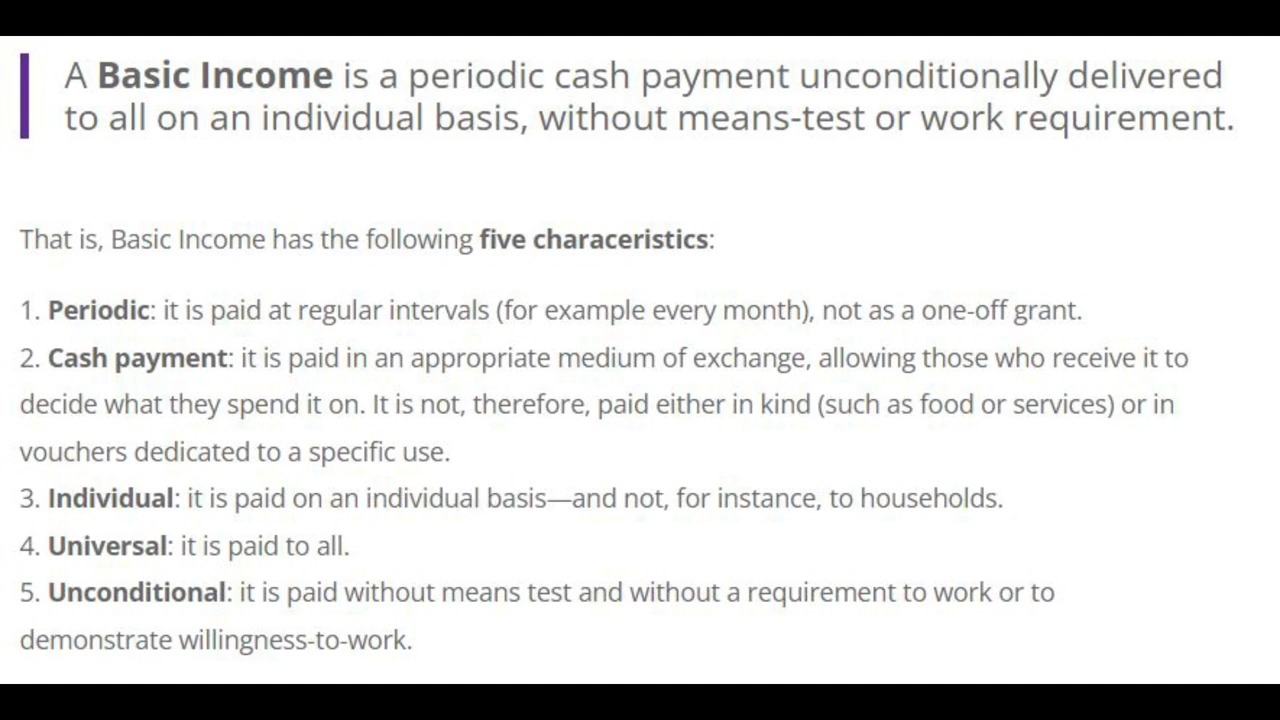 A Basic Income is a periodic cash payment unconditionally delivered
to all on an individual basis, without means-test or work requirement.
That is, Basic Income has the following five characeristics:
1. Periodic: it is paid at regular intervals (for example every month), not as a one-off grant.
2. Cash payment: it is paid in an appropriate medium of exchange, allowing those who receive it to
decide what they spend it on. It is not, therefore, paid either in kind (such as food or services) or in
vouchers dedicated to a specific use.
3. Individual: it is paid on an individual basis—and not, for instance, to households.
4. Universal: it is paid to all.
5. Unconditional: it is paid without means test and without a requirement to work or to
demonstrate willingness-to-work.